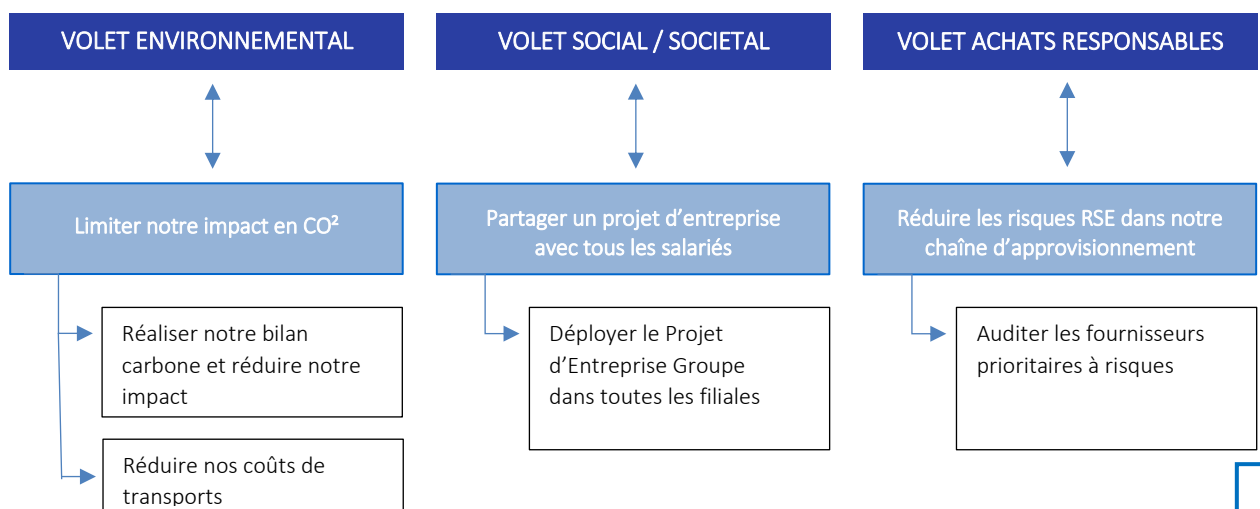 VOLET ENVIRONNEMENTAL
VOLET SOCIAL / SOCIETAL
VOLET ACHATS RESPONSABLES
Limiter notre impact en CO²
Partager un projet d’entreprise
avec tous les salariés
Réduire les risques RSE dans notre
chaîne d’approvisionnement
Réaliser notre bilan
carbone et réduire notre
impact
Déployer le Projet
d’Entreprise Groupe
dans toutes les filiales
Auditer les fournisseurs
prioritaires à risques
Réduire nos coûts de
transports